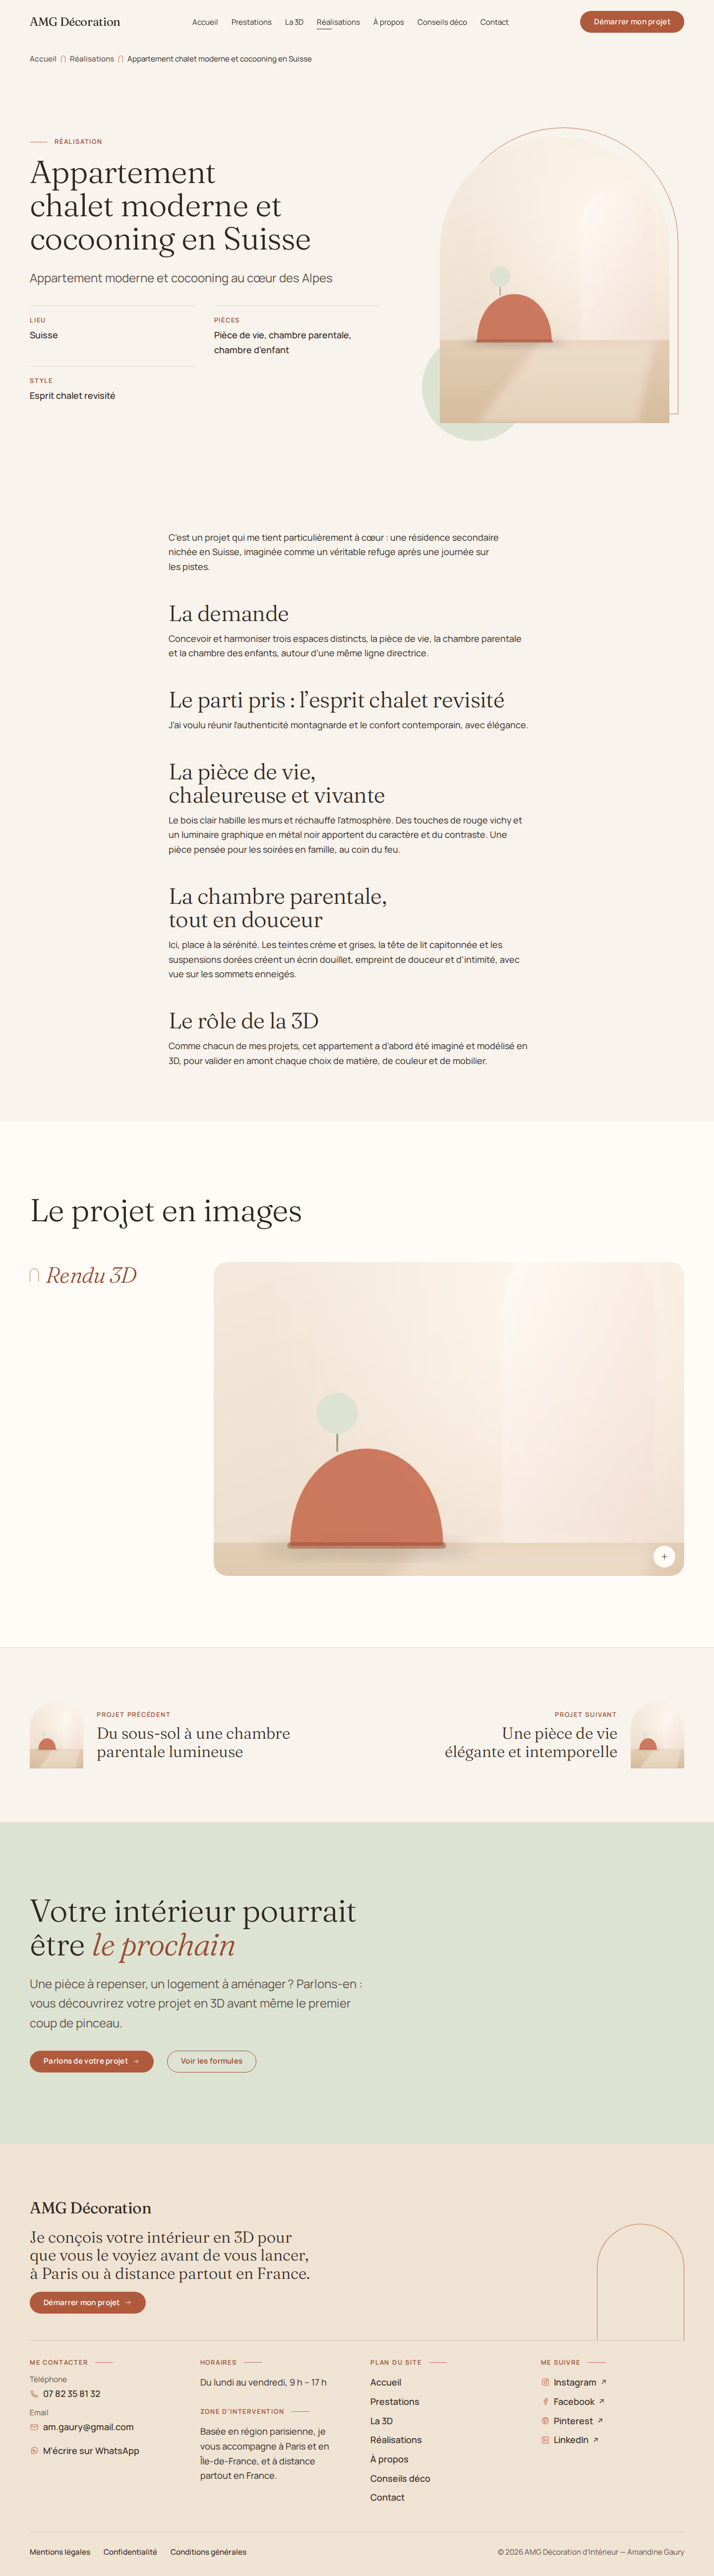 AMG Décoration
Accueil Prestations La 3D Réalisations À propos Conseils déco Contact
Démarrer mon projet
Accueil Réalisations Appartement chalet moderne et cocooning en Suisse
RÉALISATION
Appartement
chalet moderne et
cocooning en Suisse
Appartement moderne et cocooning au cœur des Alpes
LIEU
Suisse
PIÈCES
Pièce de vie, chambre parentale,
chambre d'enfant
STYLE
Esprit chalet revisité
C'est un projet qui me tient particulièrement à cœur : une résidence secondaire
nichée en Suisse, imaginée comme un véritable refuge après une journée sur
les pistes.
La demande
Concevoir et harmoniser trois espaces distincts, la pièce de vie, la chambre parentale
et la chambre des enfants, autour d'une même ligne directrice.
Le parti pris : l'esprit chalet revisité
J'ai voulu réunir l'authenticité montagnarde et le confort contemporain, avec élégance.
La pièce de vie,
chaleureuse et vivante
Le bois clair habille les murs et réchauffe l'atmosphère. Des touches de rouge vichy et
un luminaire graphique en métal noir apportent du caractère et du contraste. Une
pièce pensée pour les soirées en famille, au coin du feu.
La chambre parentale,
tout en douceur
Ici, place à la sérénité. Les teintes crème et grises, la tête de lit capitonnée et les
suspensions dorées créent un écrin douillet, empreint de douceur et d'intimité, avec
vue sur les sommets enneigés.
Le rôle de la 3D
Comme chacun de mes projets, cet appartement a d'abord été imaginé et modélisé en
3D, pour valider en amont chaque choix de matière, de couleur et de mobilier.
Le projet en images
Rendu 3D
PROJET PRÉCÉDENT
Du sous-sol à une chambre
parentale lumineuse
PROJET SUIVANT
Une pièce de vie
élégante et intemporelle
Votre intérieur pourrait
être le prochain
Une pièce à repenser, un logement à aménager ? Parlons-en :
vous découvrirez votre projet en 3D avant même le premier
coup de pinceau.
Parlons de votre projet →
Voir les formules
AMG Décoration
Je conçois votre intérieur en 3D pour
que vous le voyiez avant de vous lancer,
à Paris ou à distance partout en France.
Démarrer mon projet →
ME CONTACTER
Téléphone
07 82 35 81 32
Email
am.gaury@gmail.com
M'écrire sur WhatsApp
HORAIRES
Du lundi au vendredi, 9 h – 17 h
ZONE D'INTERVENTION
Basée en région parisienne, je
vous accompagne à Paris et en
Île-de-France, et à distance
partout en France.
PLAN DU SITE
Accueil
Prestations
La 3D
Réalisations
À propos
Conseils déco
Contact
ME SUIVRE
Instagram ↗
Facebook ↗
Pinterest ↗
LinkedIn ↗
Mentions légales Confidentialité Conditions générales
© 2026 AMG Décoration d'Intérieur — Amandine Gaury